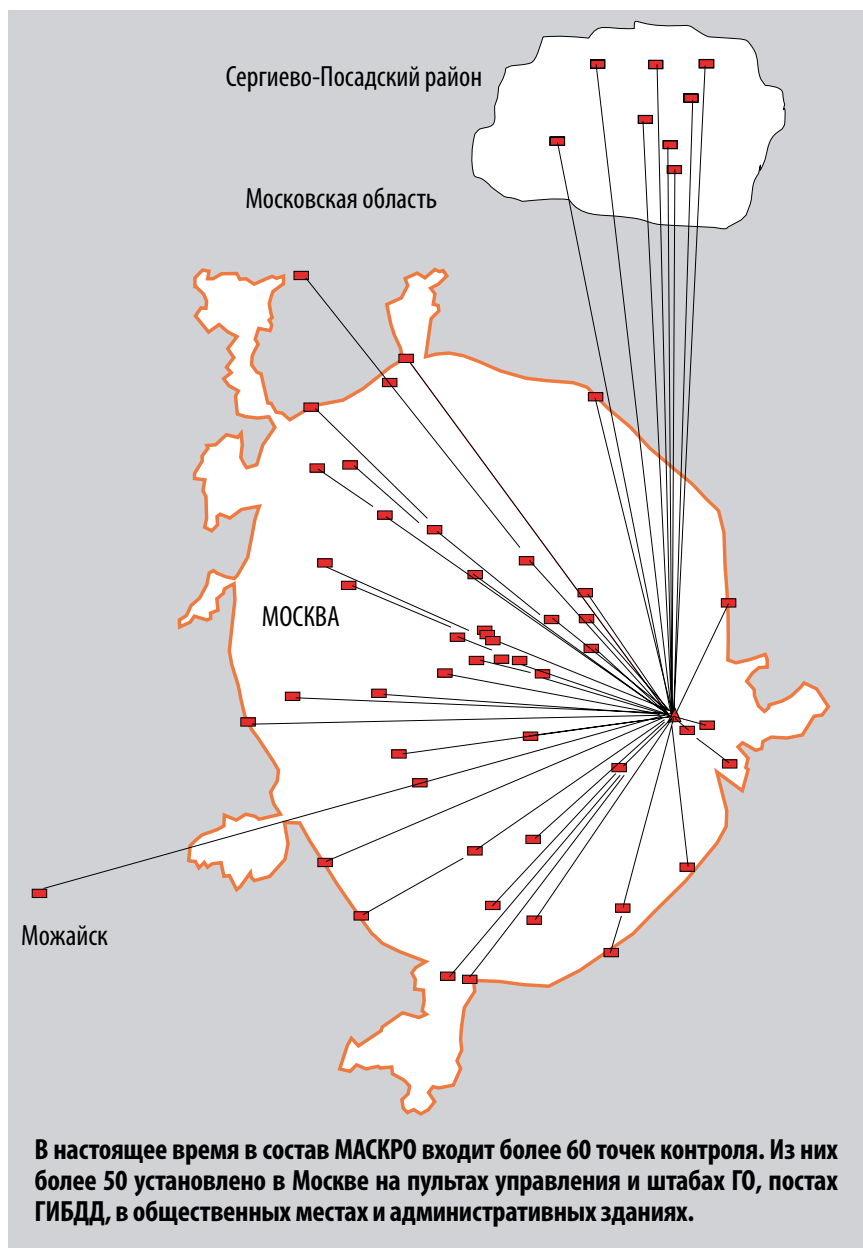 Сергиево-Посадский район
Московская область
МОСКВА
Можайск
В настоящее время в состав МАСКРО входит более 60 точек контроля. Из них
более 50 установлено в Москве на пультах управления и штабах ГО, постах
ГИБДД, в общественных местах и административных зданиях.